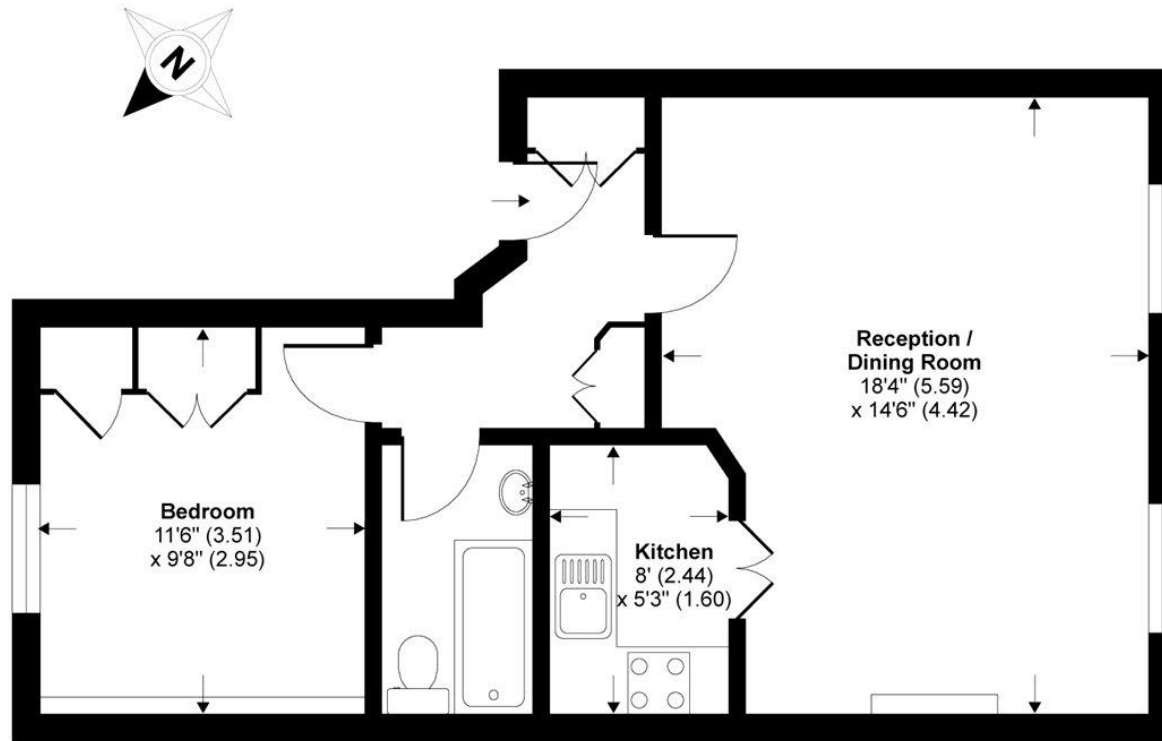 N
Reception /
Dining Room
18'4" (5.59)
x 14'6" (4.42)
Bedroom
11'6" (3.51)
x 9'8" (2.95)
Kitchen
8' (2.44)
x 5'3" (1.60)